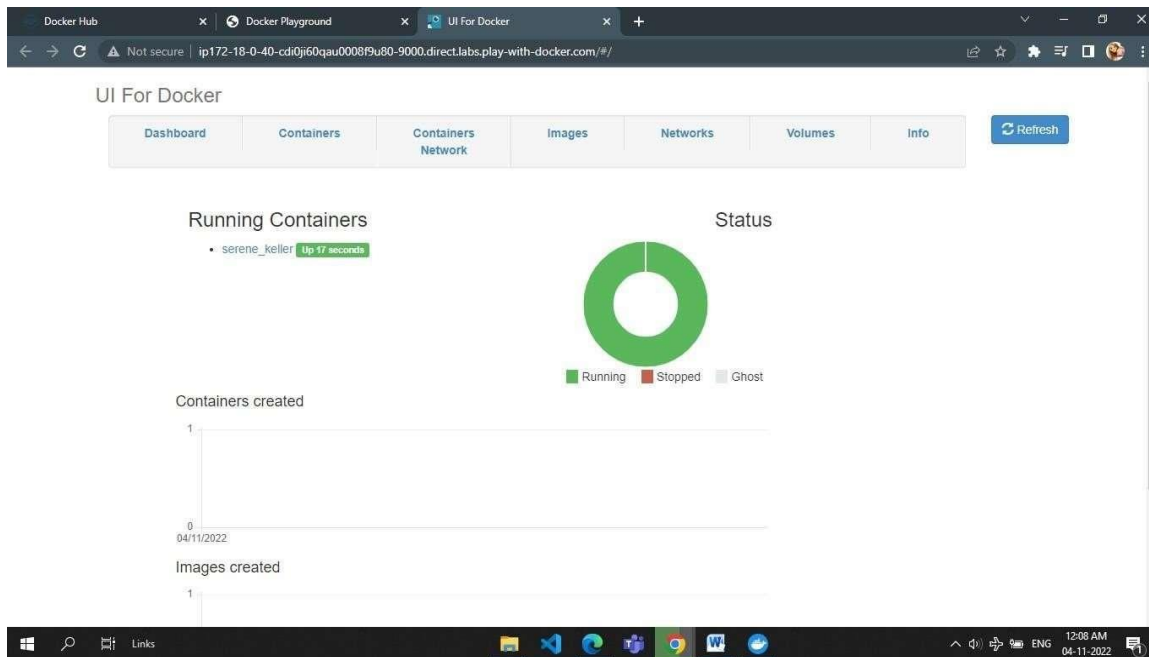 Docker Hub
Docker Playground
UI For Docker
Not secure | ip172-18-0-40-cdi0ji60qau0008f9u80-9000.direct.labs.play-with-docker.com/#/
UI For Docker
Dashboard
Containers
Containers
Network
Images
Networks
Volumes
Info
Refresh
Running Containers
serene_keller Up 17 seconds
Status
Running
Stopped
Ghost
Containers created
1
0
04/11/2022
Images created
1
Links
ENG
12:08 AM
04-11-2022
1